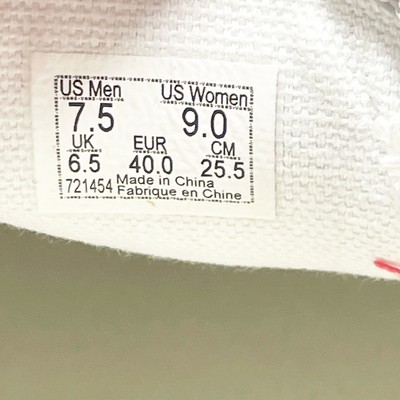 US Men US Women
7.5 9.0
UK EUR CM
6.5 40.0 25.5
721454 Made in China
Fabrique en Chine